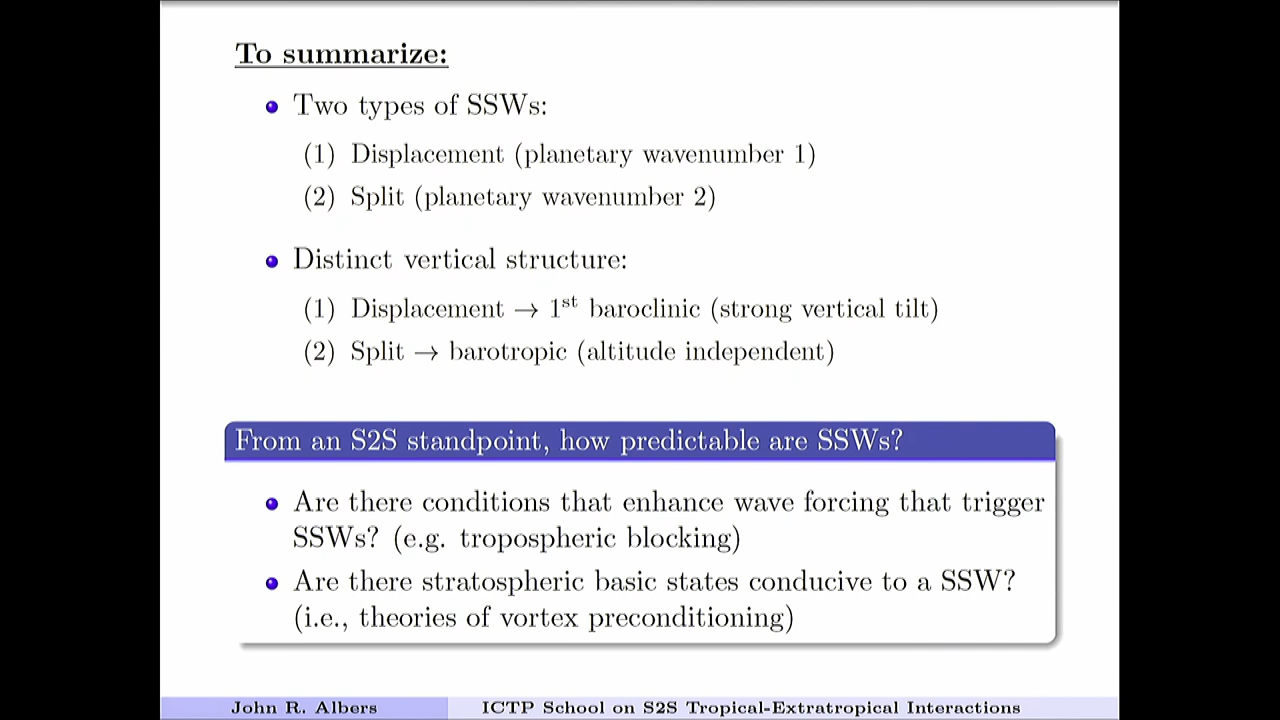 To summarize:
Two types of SSWs:
(1) Displacement (planetary wavenumber 1)
(2) Split (planetary wavenumber 2)
Distinct vertical structure:
(1) Displacement → 1st baroclinic (strong vertical tilt)
(2) Split → barotropic (altitude independent)
From an S2S standpoint, how predictable are SSWs?
Are there conditions that enhance wave forcing that trigger
SSWs? (e.g. tropospheric blocking)
Are there stratospheric basic states conducive to a SSW?
(i.e., theories of vortex preconditioning)
John R. Albers ICTP School on S2S Tropical-Extratropical Interactions